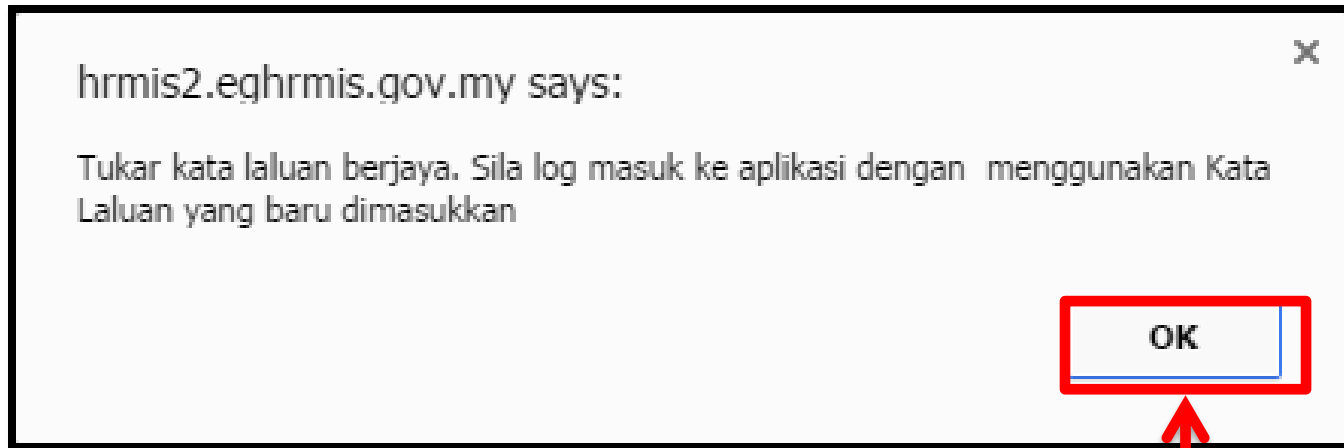 hrmis2.eghrmis.gov.my says:
Tukar kata laluan berjaya. Sila log masuk ke aplikasi dengan  menggunakan Kata
Laluan yang baru dimasukkan
OK